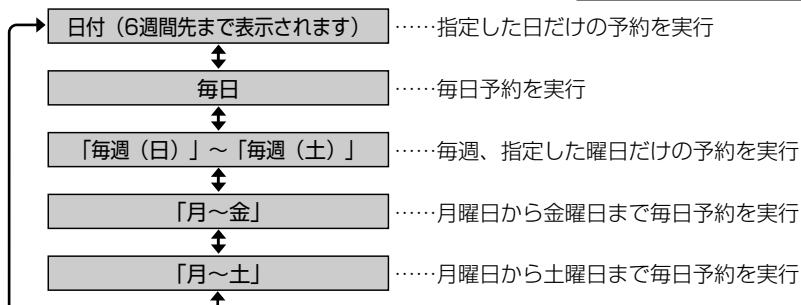 日付（6週間先まで表示されます）……指定した日だけの予約を実行
毎日……毎日予約を実行
「毎週（日）」～「毎週（土）」……毎週、指定した曜日だけの予約を実行
「月～金」……月曜日から金曜日まで毎日予約を実行
「月～土」……月曜日から土曜日まで毎日予約を実行